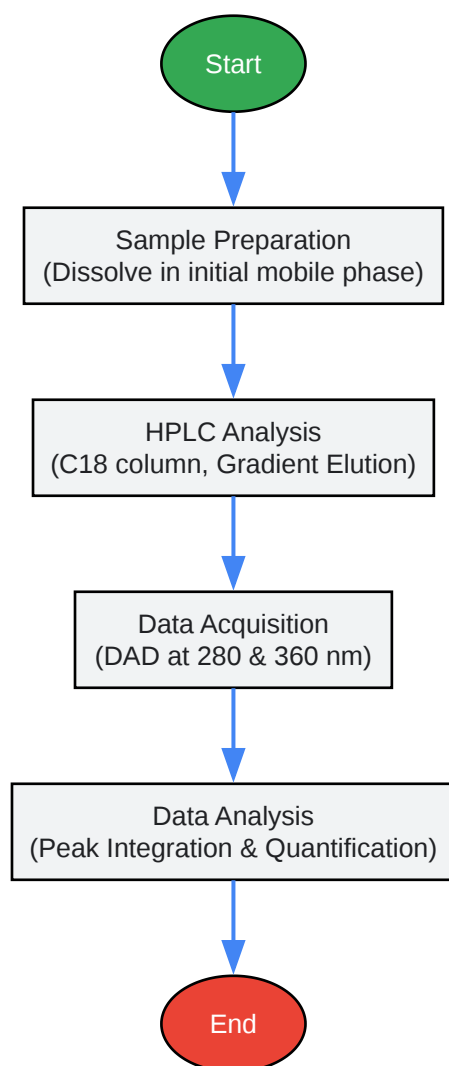 Start
Sample Preparation
(Dissolve in initial mobile phase)
HPLC Analysis
(C18 column, Gradient Elution)
Data Acquisition
(DAD at 280 & 360 nm)
Data Analysis
(Peak Integration & Quantification)
End